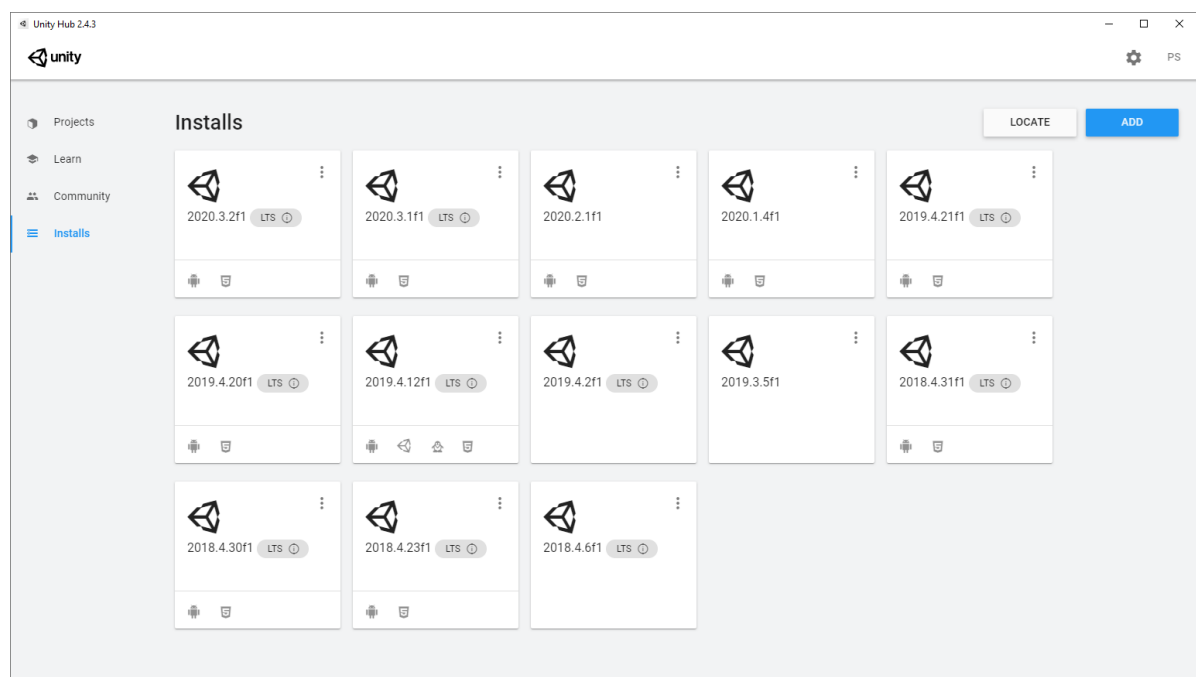 Unity Hub 2.4.3
unity
PS
Projects
Learn
Community
Installs
Installs
LOCATE
ADD
2020.3.2f1 LTS
2020.3.1f1 LTS
2020.2.1f1
2020.1.4f1
2019.4.21f1 LTS
2019.4.20f1 LTS
2019.4.12f1 LTS
2019.4.2f1 LTS
2019.3.5f1
2018.4.31f1 LTS
2018.4.30f1 LTS
2018.4.23f1 LTS
2018.4.6f1 LTS